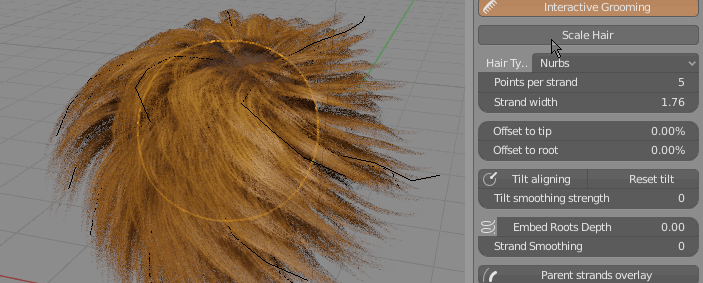 Interactive Grooming
Scale Hair
Hair Ty.. Nurbs
Points per strand 5
Strand width 1.76
Offset to tip 0.00%
Offset to root 0.00%
Tilt aligning Reset tilt
Tilt smoothing strength 0
Embed Roots Depth 0.00
Strand Smoothing 0
Parent strands overlay